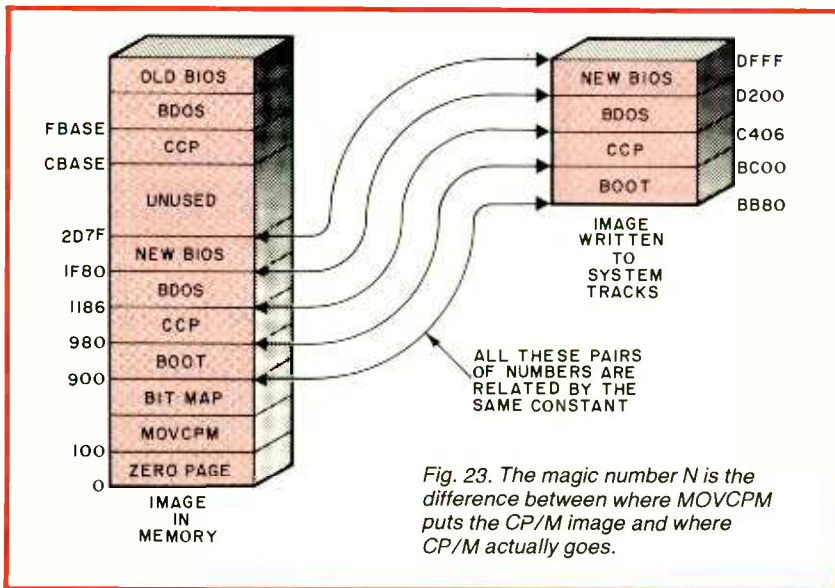 OLD BIOS
BDOS
FBASE
CCP
CBASE
UNUSED
2D7F
NEW BIOS
1F80
BDOS
1186
CCP
980
BOOT
900
BIT MAP
MOVCPM
100
ZERO PAGE
0
IMAGE
IN
MEMORY
DFFF
NEW BIOS
D200
BDOS
C406
CCP
BC00
BOOT
BB80
IMAGE
WRITTEN
TO
SYSTEM
TRACKS
ALL THESE PAIRS
OF NUMBERS ARE
RELATED BY THE
SAME CONSTANT
Fig. 23. The magic number N is the
difference between where MOVCPM
puts the CP/M image and where
CP/M actually goes.